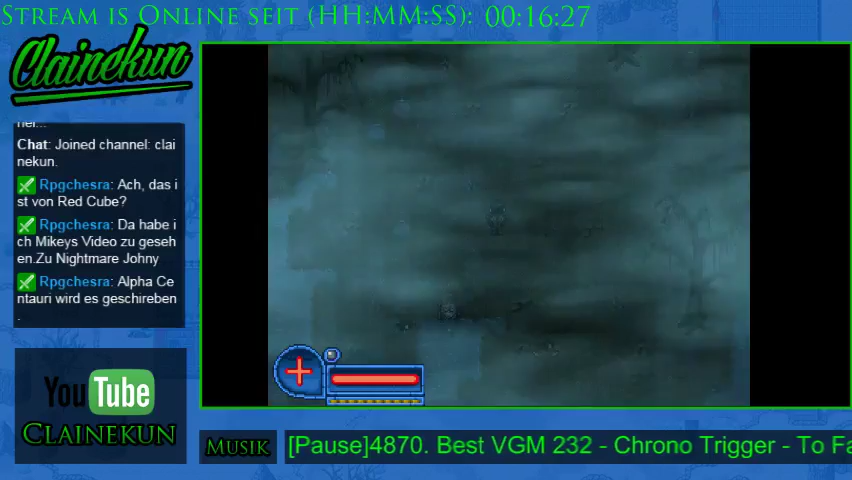 Stream is Online seit (HH:MM:SS): 00:16:27
Clainekun
nel...
Chat: Joined channel: clai
nekun.
Rpgchesra: Ach, das i
st von Red Cube?
Rpgchesra: Da habe i
ch Mikeys Video zu geseh
en.Zu Nightmare Johny
Rpgchesra: Alpha Ce
ntauri wird es geschireben
.
YouTube
Clainekun
Musik
[Pause]4870. Best VGM 232 - Chrono Trigger - To Fa